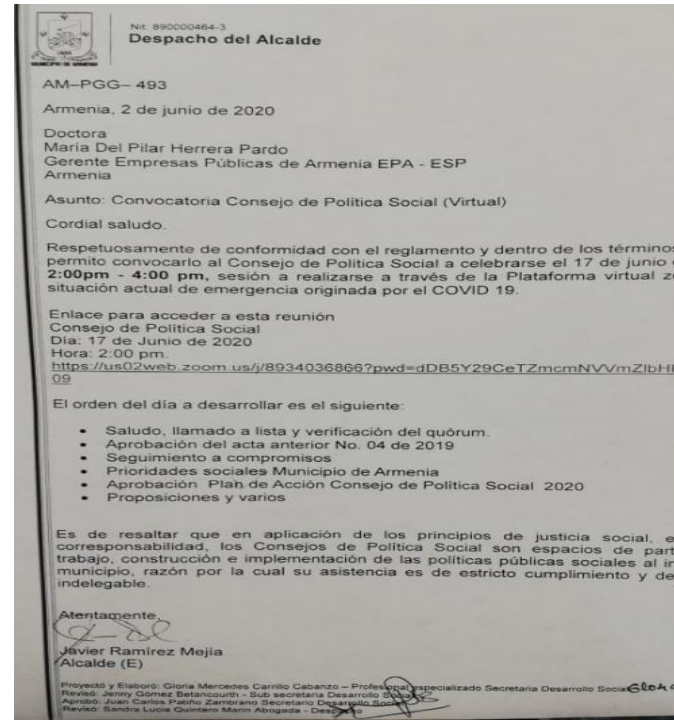 Nit: 890000464-3
Despacho del Alcalde
MUNICIPIO DE ARMENIA
AM–PGG– 493
Armenia, 2 de junio de 2020
Doctora
Maria Del Pilar Herrera Pardo
Gerente Empresas Públicas de Armenia EPA - ESP
Armenia
Asunto: Convocatoria Consejo de Política Social (Virtual)
Cordial saludo.
Respetuosamente de conformidad con el reglamento y dentro de los términos
permito convocarlo al Consejo de Política Social a celebrarse el 17 de junio
2:00pm - 4:00 pm, sesión a realizarse a través de la Plataforma virtual
situación actual de emergencia originada por el COVID 19.
Enlace para acceder a esta reunión
Consejo de Política Social
Día: 17 de Junio de 2020
Hora: 2:00 pm.
https://us02web.zoom.us/j/8934036866?pwd=dDB5Y29CeTZmcmNVVmZlbH
09
El orden del día a desarrollar es el siguiente:
• Saludo, llamado a lista y verificación del quórum.
• Aprobación del acta anterior No. 04 de 2019
• Seguimiento a compromisos
• Prioridades sociales Municipio de Armenia
• Aprobación Plan de Acción Consejo de Política Social 2020
• Proposiciones y varios
Es de resaltar que en aplicación de los principios de justicia social,
corresponsabilidad, los Consejos de Política Social son espacios de
trabajo, construcción e implementación de las políticas públicas sociales al
municipio, razón por la cual su asistencia es de estricto cumplimiento y de
indelegable.
Atentamente,
Javier Ramírez Mejia
Alcalde (E)
Proyectó y Elaboró: Gloria Mercedes Carrillo Cabanzo – Profesional especializado Secretaria Desarrollo Social
Revisó: Jenny Gómez Betancourth - Sub secretaria Desarrollo Social
Aprobó: Juan Carlos Patiño Zambrano Secretario Desarrollo Social
Revisó: Sandra Lucia Quintero Marin Abogada - Despacho